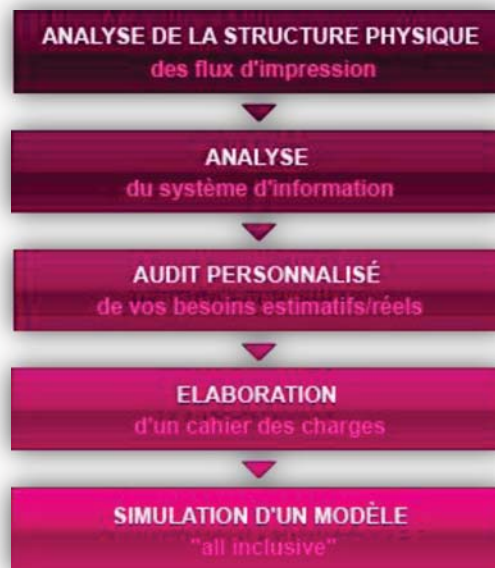 ANALYSE DE LA STRUCTURE PHYSIQUE
des flux d'impression
ANALYSE
du système d'information
AUDIT PERSONNALISÉ
de vos besoins estimatifs/réels
ELABORATION
d'un cahier des charges
SIMULATION D'UN MODÈLE
"all inclusive"